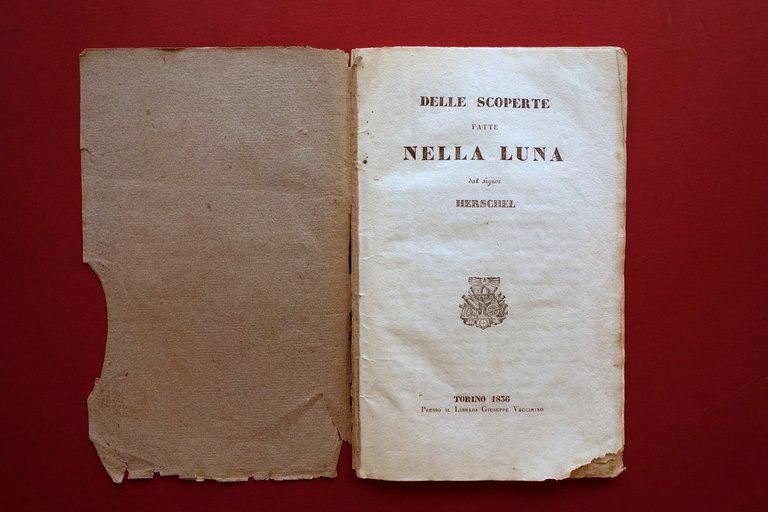 DELLE SCOPERTE
FATTE
NELLA LUNA
dal signor
HERSCHEL
TORINO 1836
PRESSO IL LIBRAIO GIUSEPPE VACCARINO